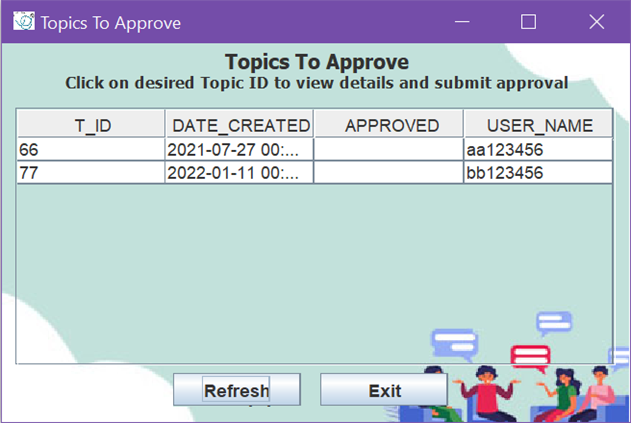 Topics To Approve
Topics To Approve
Click on desired Topic ID to view details and submit approval
T_ID DATE_CREATED APPROVED USER_NAME
66 2021-07-27 00:... aa123456
77 2022-01-11 00:... bb123456
Refresh Exit